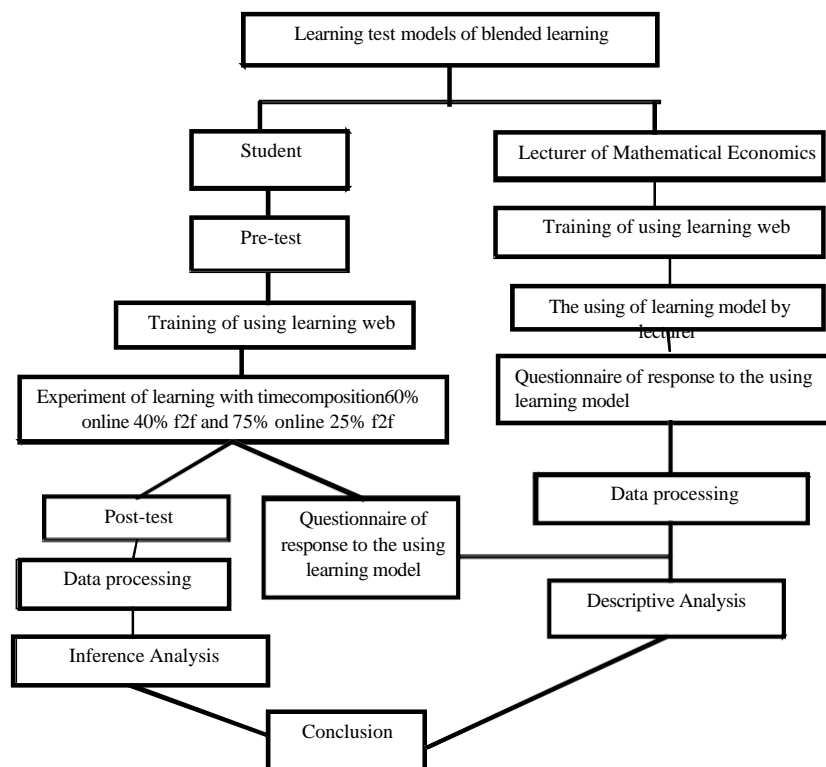 Learning test models of blended learning
Student
Lecturer of Mathematical Economics
Pre-test
Training of using learning web
Training of using learning web
The using of learning model by
lecturer
Experiment of learning with timecomposition60%
online 40% f2f and 75% online 25% f2f
Questionnaire of response to the using
learning model
Post-test
Questionnaire of
response to the using
learning model
Data processing
Data processing
Descriptive Analysis
Inference Analysis
Conclusion